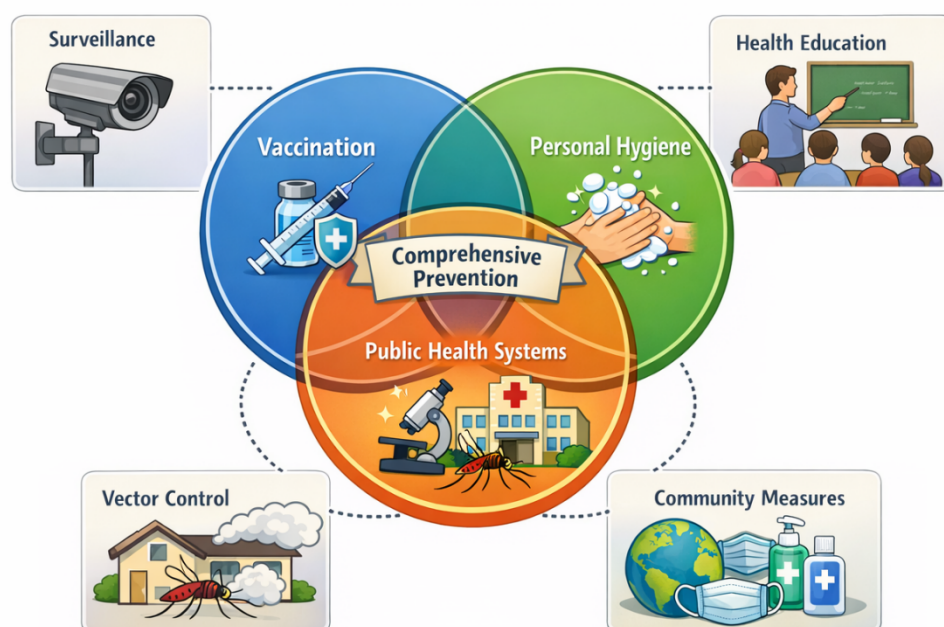 Surveillance
Health Education
Vaccination
Personal Hygiene
Comprehensive
Prevention
Public Health Systems
Vector Control
Community Measures